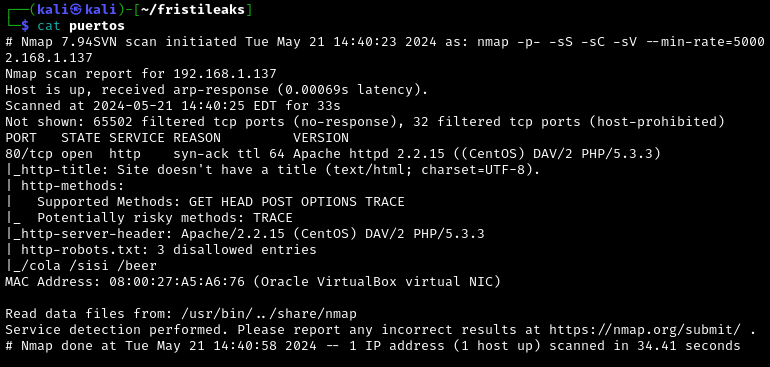 ┌──(kali㉿kali)-[~/fristileaks]
└─$ cat puertos
# Nmap 7.94SVN scan initiated Tue May 21 14:40:23 2024 as: nmap -p- -sS -sC -sV --min-rate=5000
2.168.1.137
Nmap scan report for 192.168.1.137
Host is up, received arp-response (0.00069s latency).
Scanned at 2024-05-21 14:40:25 EDT for 33s
Not shown: 65502 filtered tcp ports (no-response), 32 filtered tcp ports (host-prohibited)
PORT   STATE SERVICE REASON         VERSION
80/tcp open  http    syn-ack ttl 64 Apache httpd 2.2.15 ((CentOS) DAV/2 PHP/5.3.3)
|_http-title: Site doesn't have a title (text/html; charset=UTF-8).
| http-methods:
|   Supported Methods: GET HEAD POST OPTIONS TRACE
|_  Potentially risky methods: TRACE
|_http-server-header: Apache/2.2.15 (CentOS) DAV/2 PHP/5.3.3
| http-robots.txt: 3 disallowed entries
|_/cola /sisi /beer
MAC Address: 08:00:27:A5:A6:76 (Oracle VirtualBox virtual NIC)

Read data files from: /usr/bin/../share/nmap
Service detection performed. Please report any incorrect results at https://nmap.org/submit/ .
# Nmap done at Tue May 21 14:40:58 2024 -- 1 IP address (1 host up) scanned in 34.41 seconds